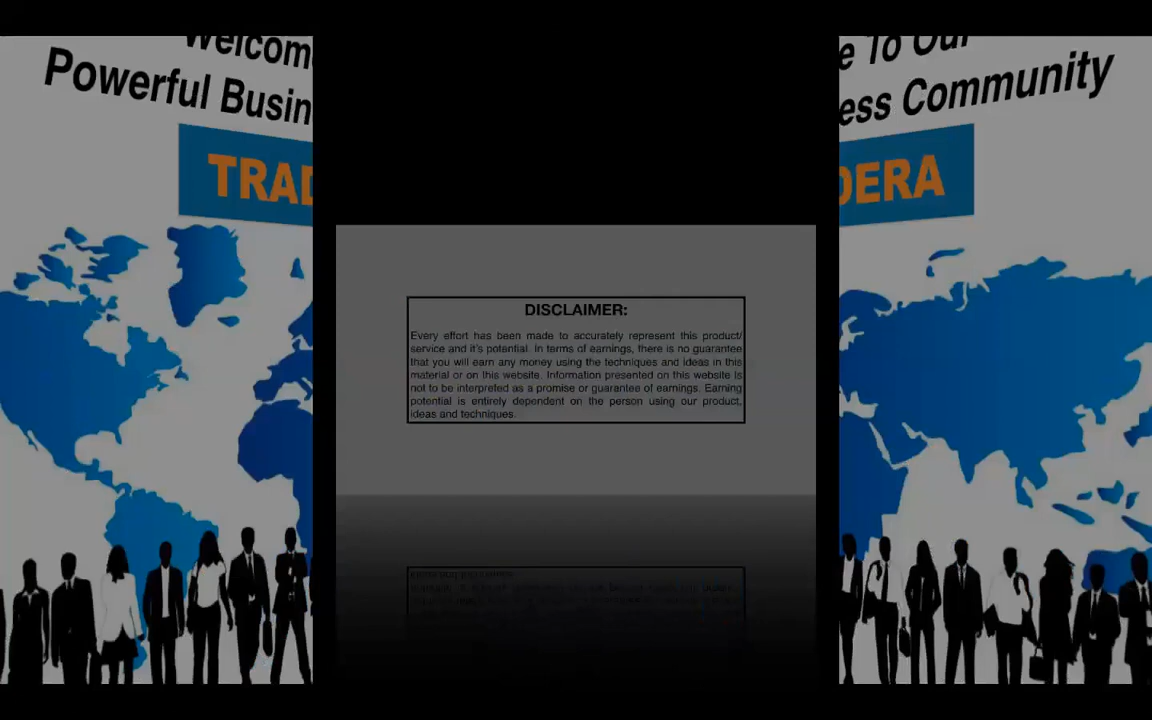 Welcom
Powerful Busin
TRAD
e To Our
ess Community
DERA
DISCLAIMER:
Every effort has been made to accurately represent this product/
service and it's potential. In terms of earnings, there is no guarantee
that you will earn any money using the techniques and ideas in this
material or on this website. Information presented on this website is
not to be interpreted as a promise or guarantee of earnings. Earning
potential is entirely dependent on the person using our product,
ideas and techniques.